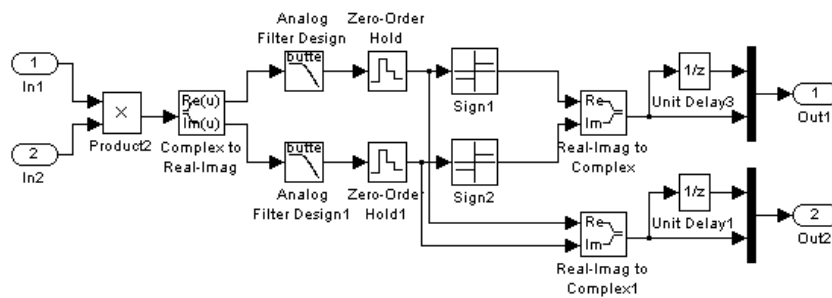 Analog
Filter Design
Zero-Order
Hold
1
In1
butte
Re(u)
Im(u)
×
Product2
Complex to
Real-Imag
Sign1
1/z
Unit Delay3
Re
Im
Real-Imag to
Complex
1
Out1
2
In2
butte
Analog
Filter Design1
Zero-Order
Hold1
Sign2
1/z
Unit Delay1
Re
Im
Real-Imag to
Complex1
2
Out2